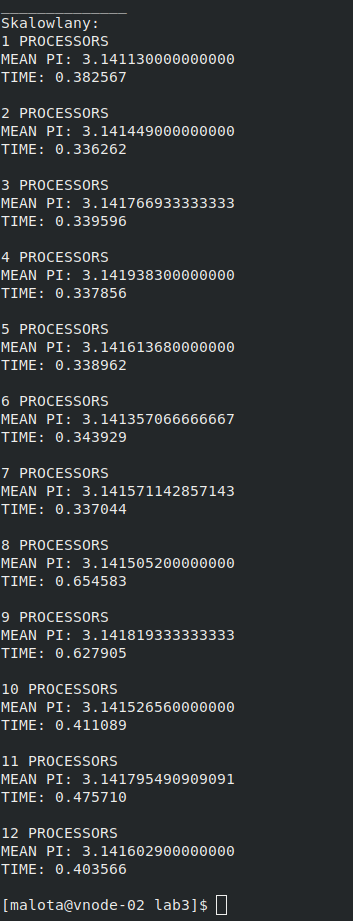 ______________
Skalowlany:
1 PROCESSORS
MEAN PI: 3.141130000000000
TIME: 0.382567
2 PROCESSORS
MEAN PI: 3.141449000000000
TIME: 0.336262
3 PROCESSORS
MEAN PI: 3.141766933333333
TIME: 0.339596
4 PROCESSORS
MEAN PI: 3.141938300000000
TIME: 0.337856
5 PROCESSORS
MEAN PI: 3.141613680000000
TIME: 0.338962
6 PROCESSORS
MEAN PI: 3.141357066666667
TIME: 0.343929
7 PROCESSORS
MEAN PI: 3.141571142857143
TIME: 0.337044
8 PROCESSORS
MEAN PI: 3.141505200000000
TIME: 0.654583
9 PROCESSORS
MEAN PI: 3.141819333333333
TIME: 0.627905
10 PROCESSORS
MEAN PI: 3.141526560000000
TIME: 0.411089
11 PROCESSORS
MEAN PI: 3.141795490909091
TIME: 0.475710
12 PROCESSORS
MEAN PI: 3.141602900000000
TIME: 0.403566
[malota@vnode-02 lab3]$